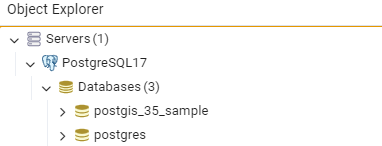 Object Explorer
Servers (1)
PostgreSQL17
Databases (3)
postgis_35_sample
postgres